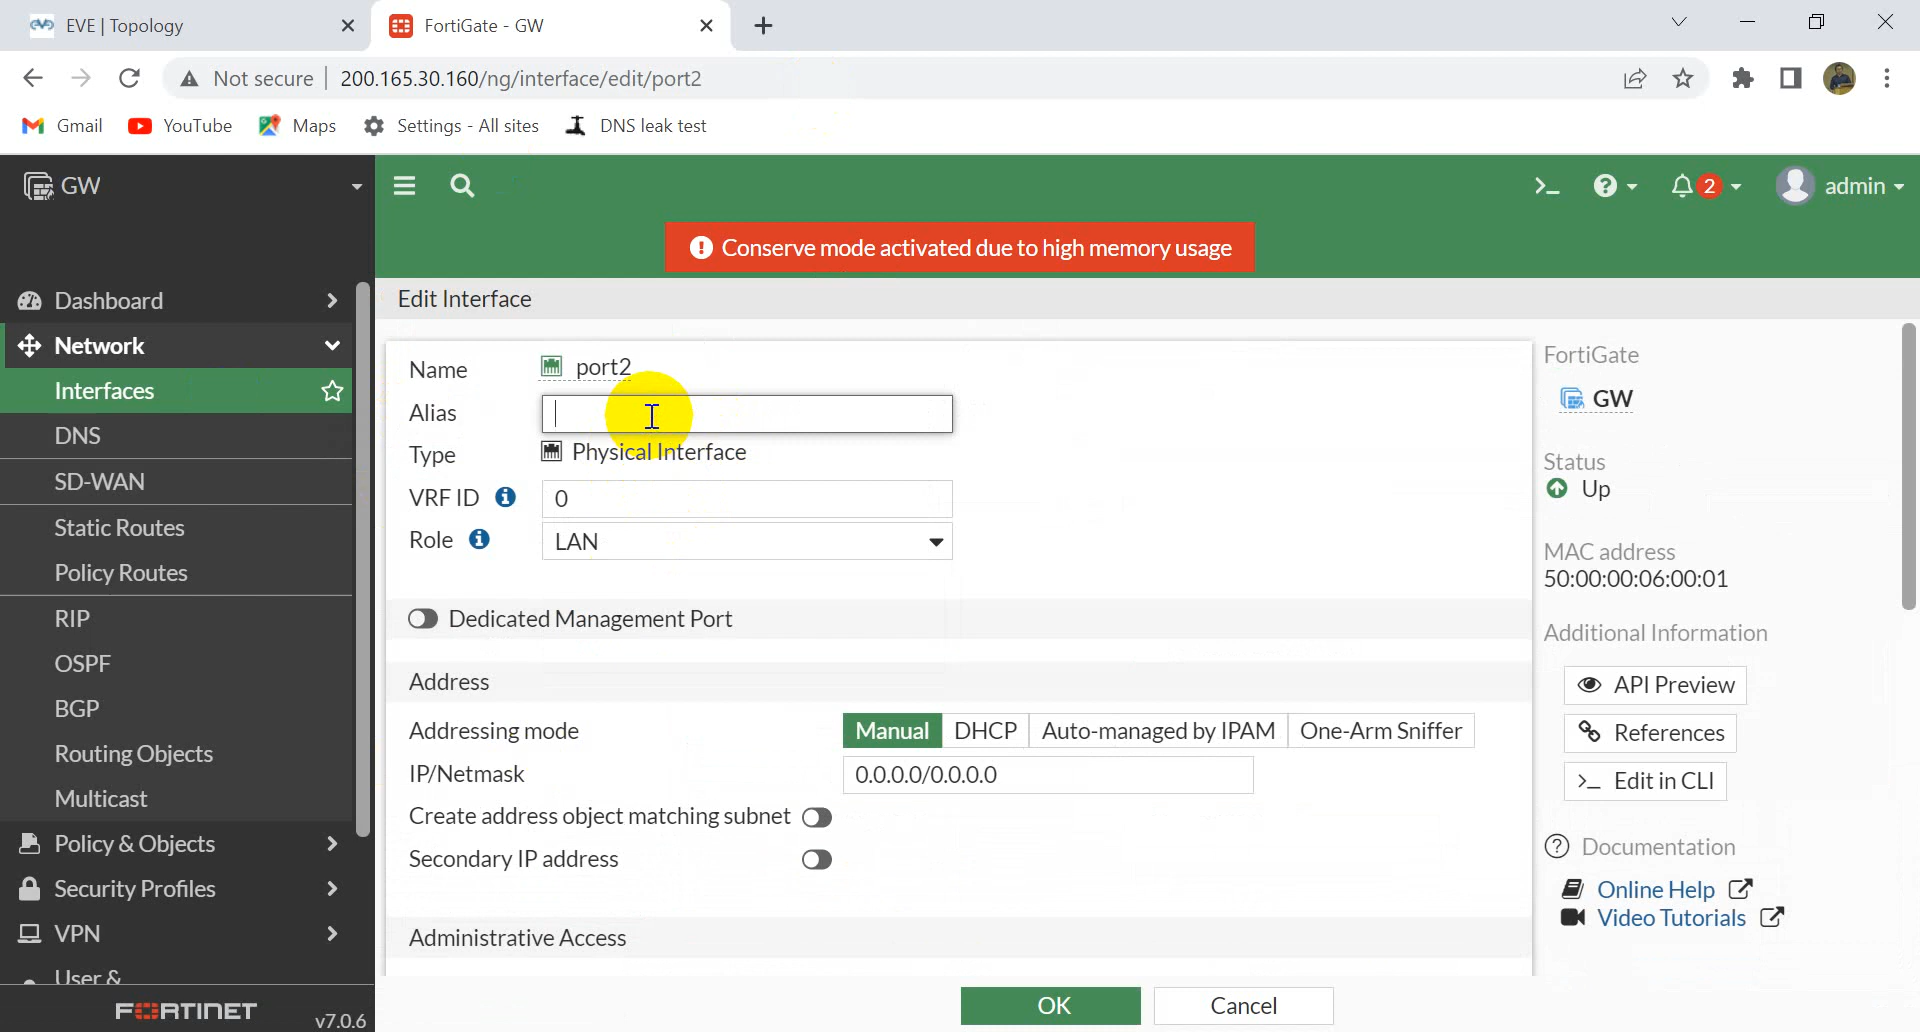 EVE | Topology
FortiGate - GW
Not secure
200.165.30.160/ng/interface/edit/port2
Gmail
YouTube
Maps
Settings - All sites
DNS leak test
GW
2
admin
Conserve mode activated due to high memory usage
Dashboard
Network
Interfaces
DNS
SD-WAN
Static Routes
Policy Routes
RIP
OSPF
BGP
Routing Objects
Multicast
Policy & Objects
Security Profiles
VPN
User &
FORTINET
v7.0.6
Edit Interface
Name port2
Alias
Type Physical Interface
VRF ID 0
Role LAN
Dedicated Management Port
Address
Addressing mode Manual DHCP Auto-managed by IPAM One-Arm Sniffer
IP/Netmask 0.0.0.0/0.0.0.0
Create address object matching subnet
Secondary IP address
Administrative Access
OK Cancel
FortiGate
GW
Status
Up
MAC address
50:00:00:06:00:01
Additional Information
API Preview
References
Edit in CLI
Documentation
Online Help
Video Tutorials